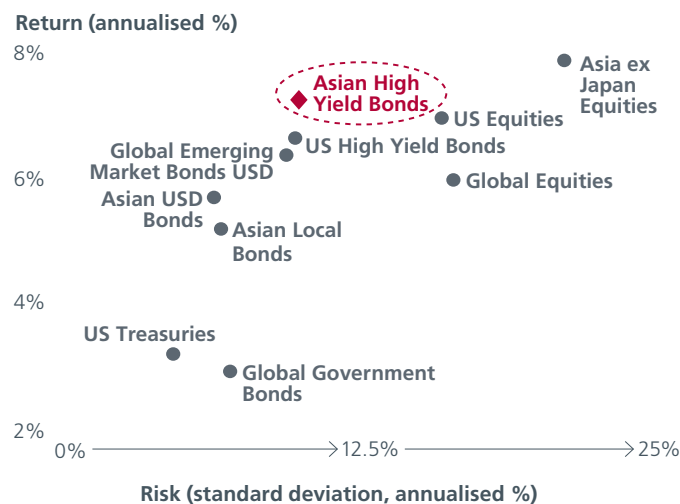 Return (annualised %)
8%
Asia ex
Japan
Equities
Asian High
Yield Bonds
US Equities
US High Yield Bonds
Global Emerging
Market Bonds USD
6%
Global Equities
Asian USD
Bonds
Asian Local
Bonds
4%
US Treasuries
Global Government
Bonds
2%
0%
12.5%
25%
Risk (standard deviation, annualised %)